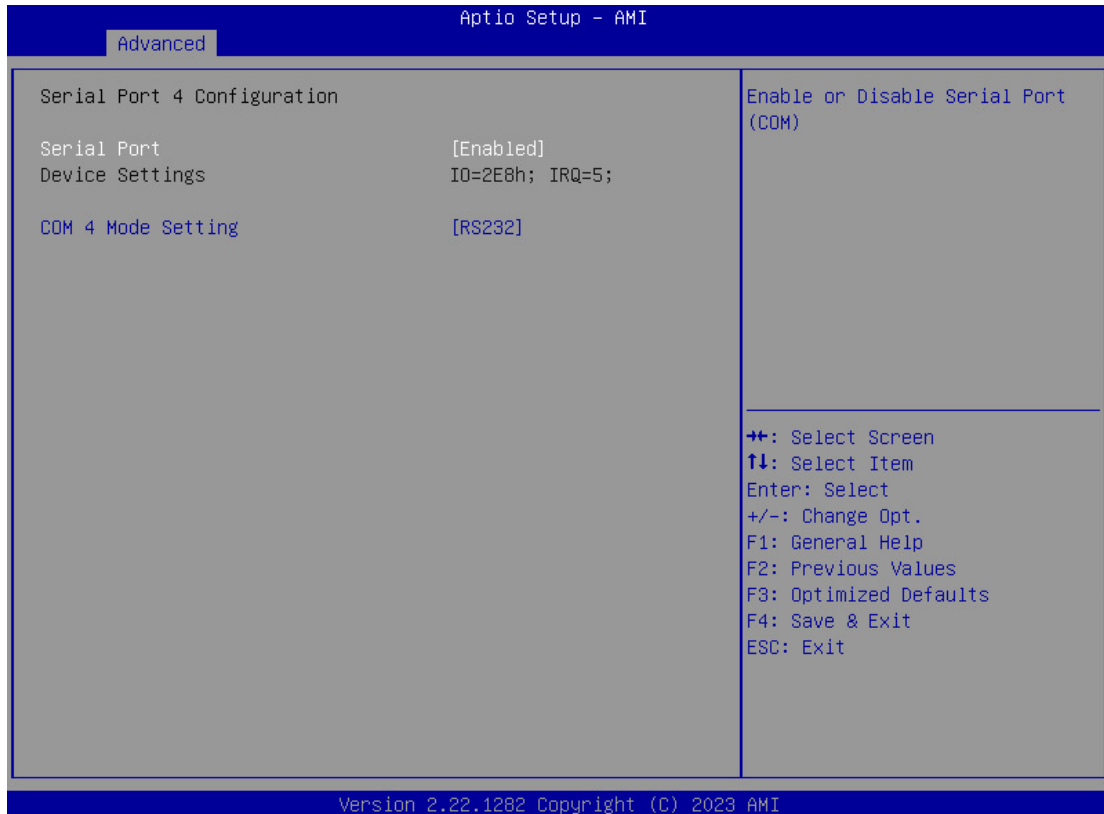 Aptio Setup – AMI
Advanced
Serial Port 4 Configuration
Serial Port [Enabled]
Device Settings IO=2E8h; IRQ=5;
COM 4 Mode Setting [RS232]
Enable or Disable Serial Port
(COM)
→←: Select Screen
↑↓: Select Item
Enter: Select
+/-: Change Opt.
F1: General Help
F2: Previous Values
F3: Optimized Defaults
F4: Save & Exit
ESC: Exit
Version 2.22.1282 Copyright (C) 2023 AMI